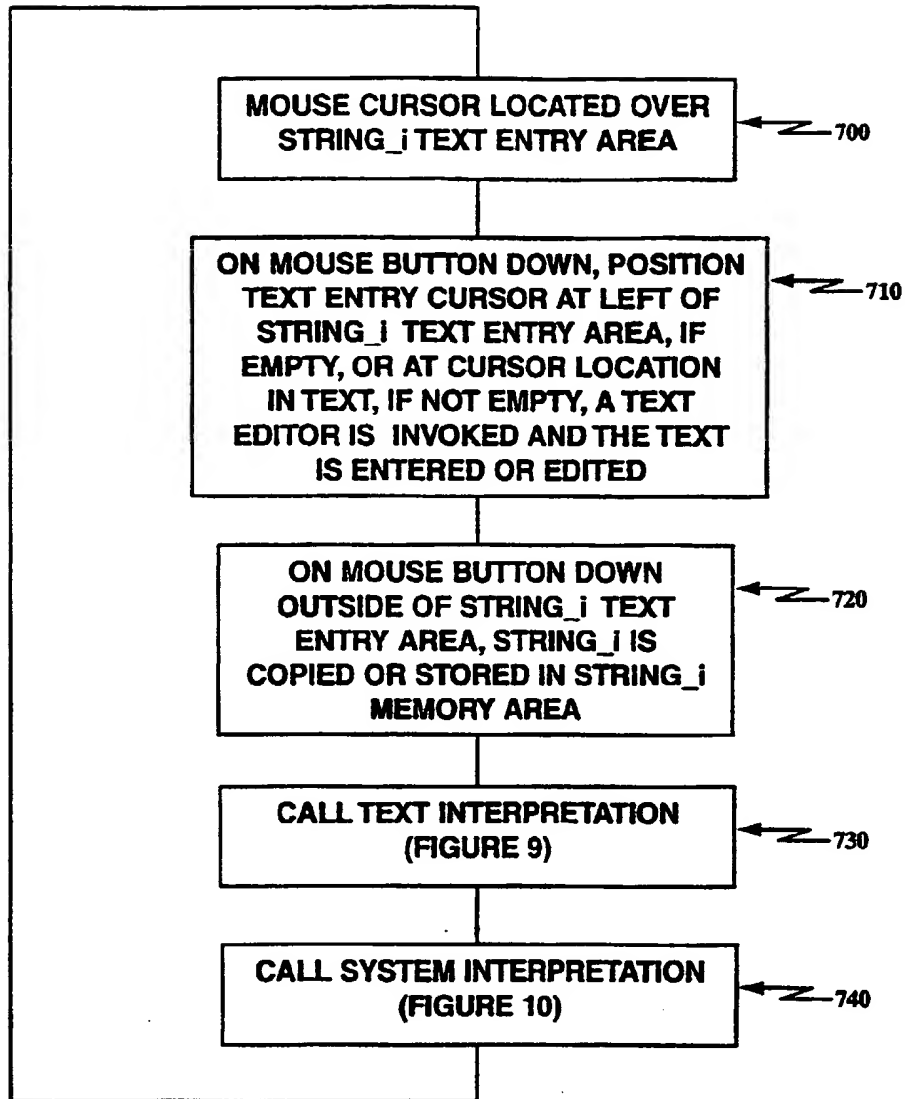 MOUSE CURSOR LOCATED OVER
STRING_i TEXT ENTRY AREA
700
ON MOUSE BUTTON DOWN, POSITION
TEXT ENTRY CURSOR AT LEFT OF
STRING_i TEXT ENTRY AREA, IF
EMPTY, OR AT CURSOR LOCATION
IN TEXT, IF NOT EMPTY, A TEXT
EDITOR IS INVOKED AND THE TEXT
IS ENTERED OR EDITED
710
ON MOUSE BUTTON DOWN
OUTSIDE OF STRING_i TEXT
ENTRY AREA, STRING_i IS
COPIED OR STORED IN STRING_i
MEMORY AREA
720
CALL TEXT INTERPRETATION
(FIGURE 9)
730
CALL SYSTEM INTERPRETATION
(FIGURE 10)
740